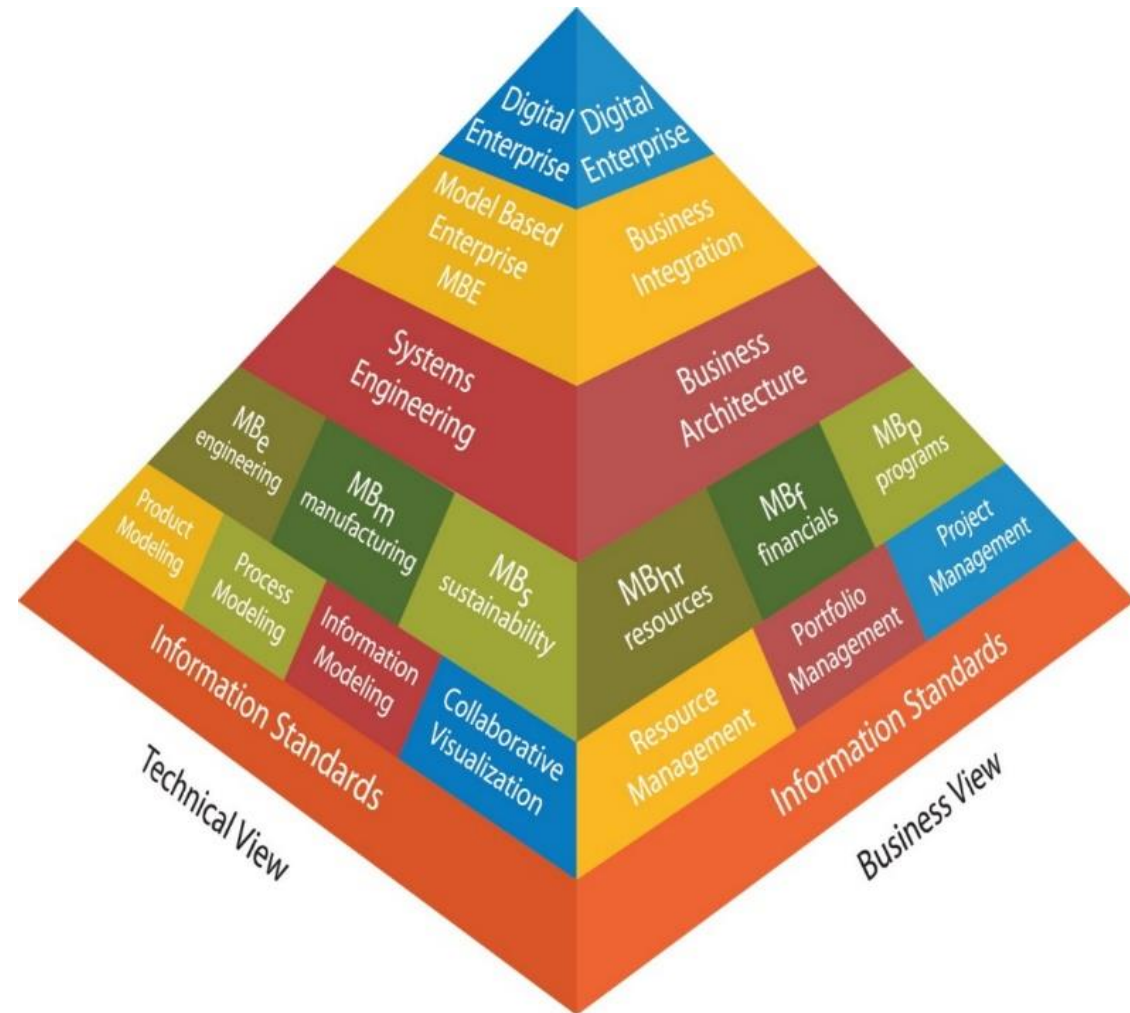 Digital
Enterprise
Digital
Enterprise
Model Based
Enterprise
MBE
Business
Integration
Systems
Engineering
Business
Architecture
MBe
engineering
MBm
manufacturing
MBs
sustainability
MBhr
resources
MBf
financials
MBp
programs
Product
Modeling
Process
Modeling
Information
Modeling
Collaborative
Visualization
Resource
Management
Portfolio
Management
Project
Management
Information Standards
Information Standards
Technical View
Business View